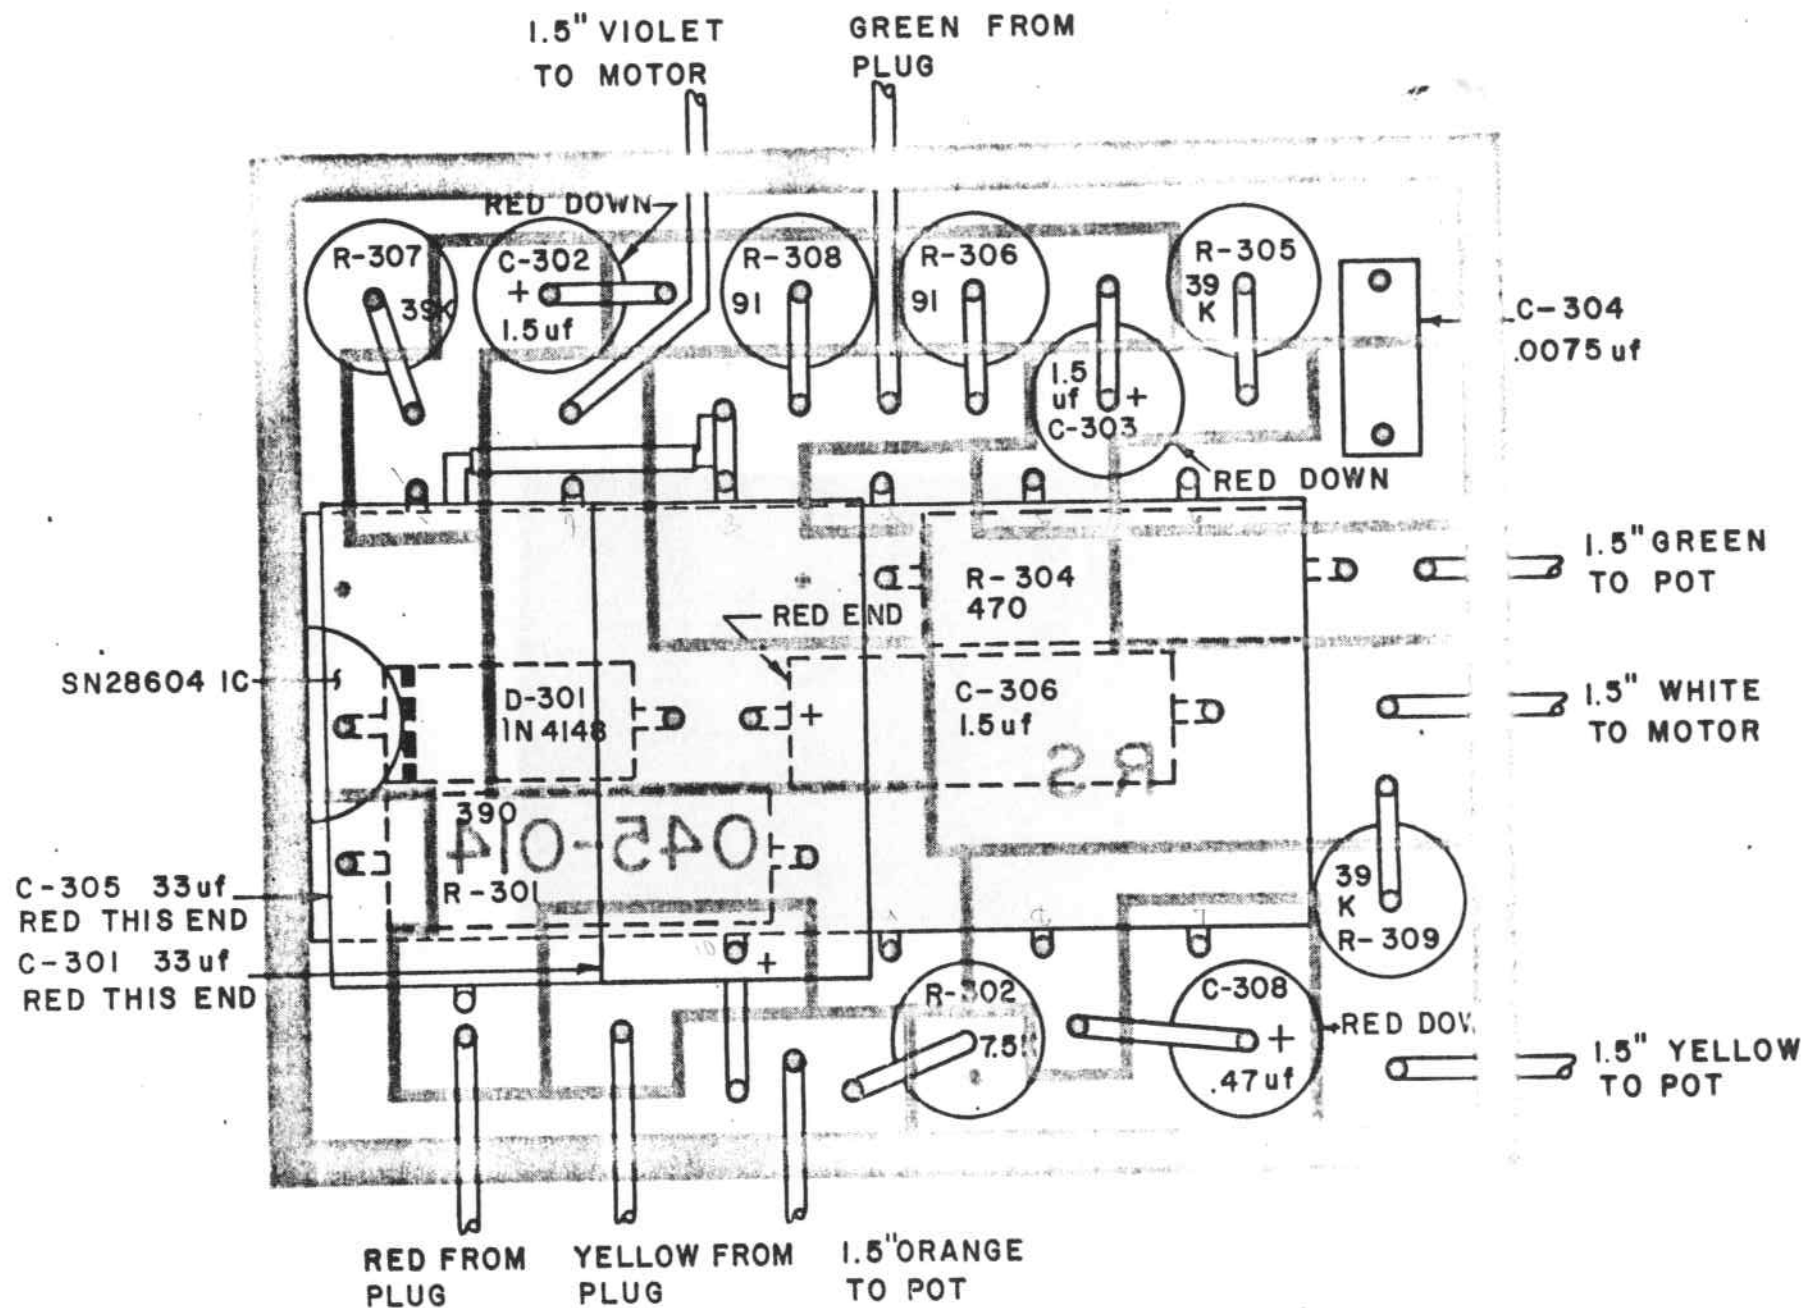 1.5" VIOLET
TO MOTOR
GREEN FROM
PLUG
RED DOWN
R-307
39K
C-302
+
1.5uf
R-308
91
R-306
91
R-305
39
K
C-304
.0075uf
1.5
uf +
C-303
RED DOWN
1.5" GREEN
TO POT
R-304
470
RED END
SN28604 IC
D-301
IN4148
+
C-306
1.5uf
RS
1.5" WHITE
TO MOTOR
390
045-014
R-301
C-305 33uf
RED THIS END
C-301 33uf
RED THIS END
+
39
K
R-309
R-302
C-308
+
.47uf
RED
1.5" YELLOW
TO POT
RED FROM
PLUG
YELLOW FROM
PLUG
1.5" ORANGE
TO POT